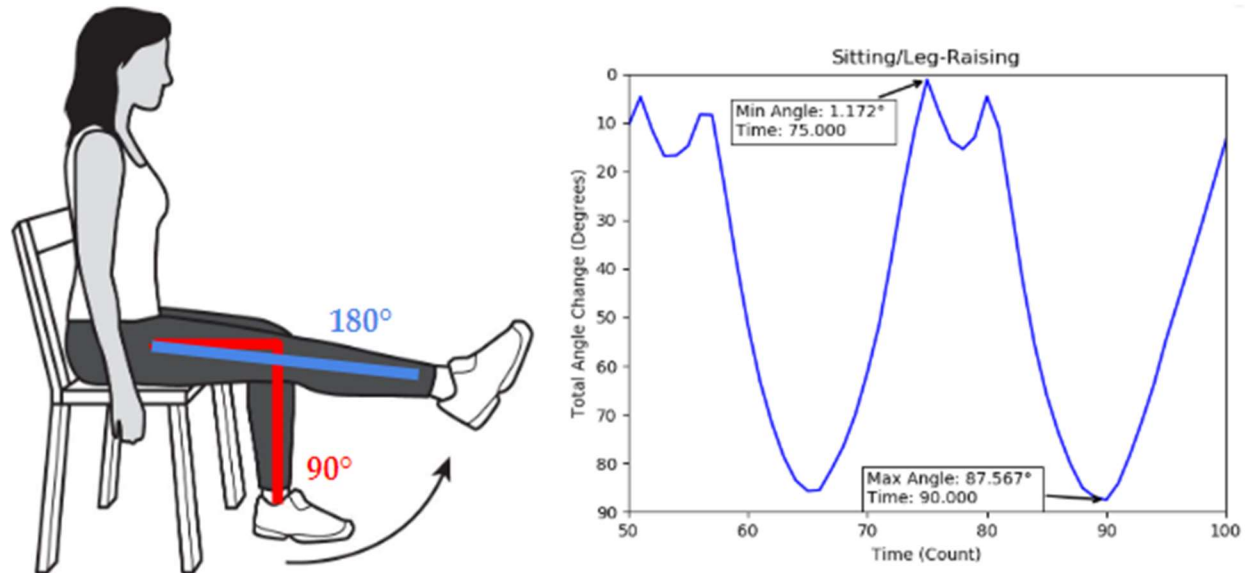 180°
90°
Sitting/Leg-Raising
Min Angle: 1.172°
Time: 75.000
Max Angle: 87.567°
Time: 90.000
Total Angle Change (Degrees)
0
10
20
30
40
50
60
70
80
90
50
60
70
80
90
100
Time (Count)